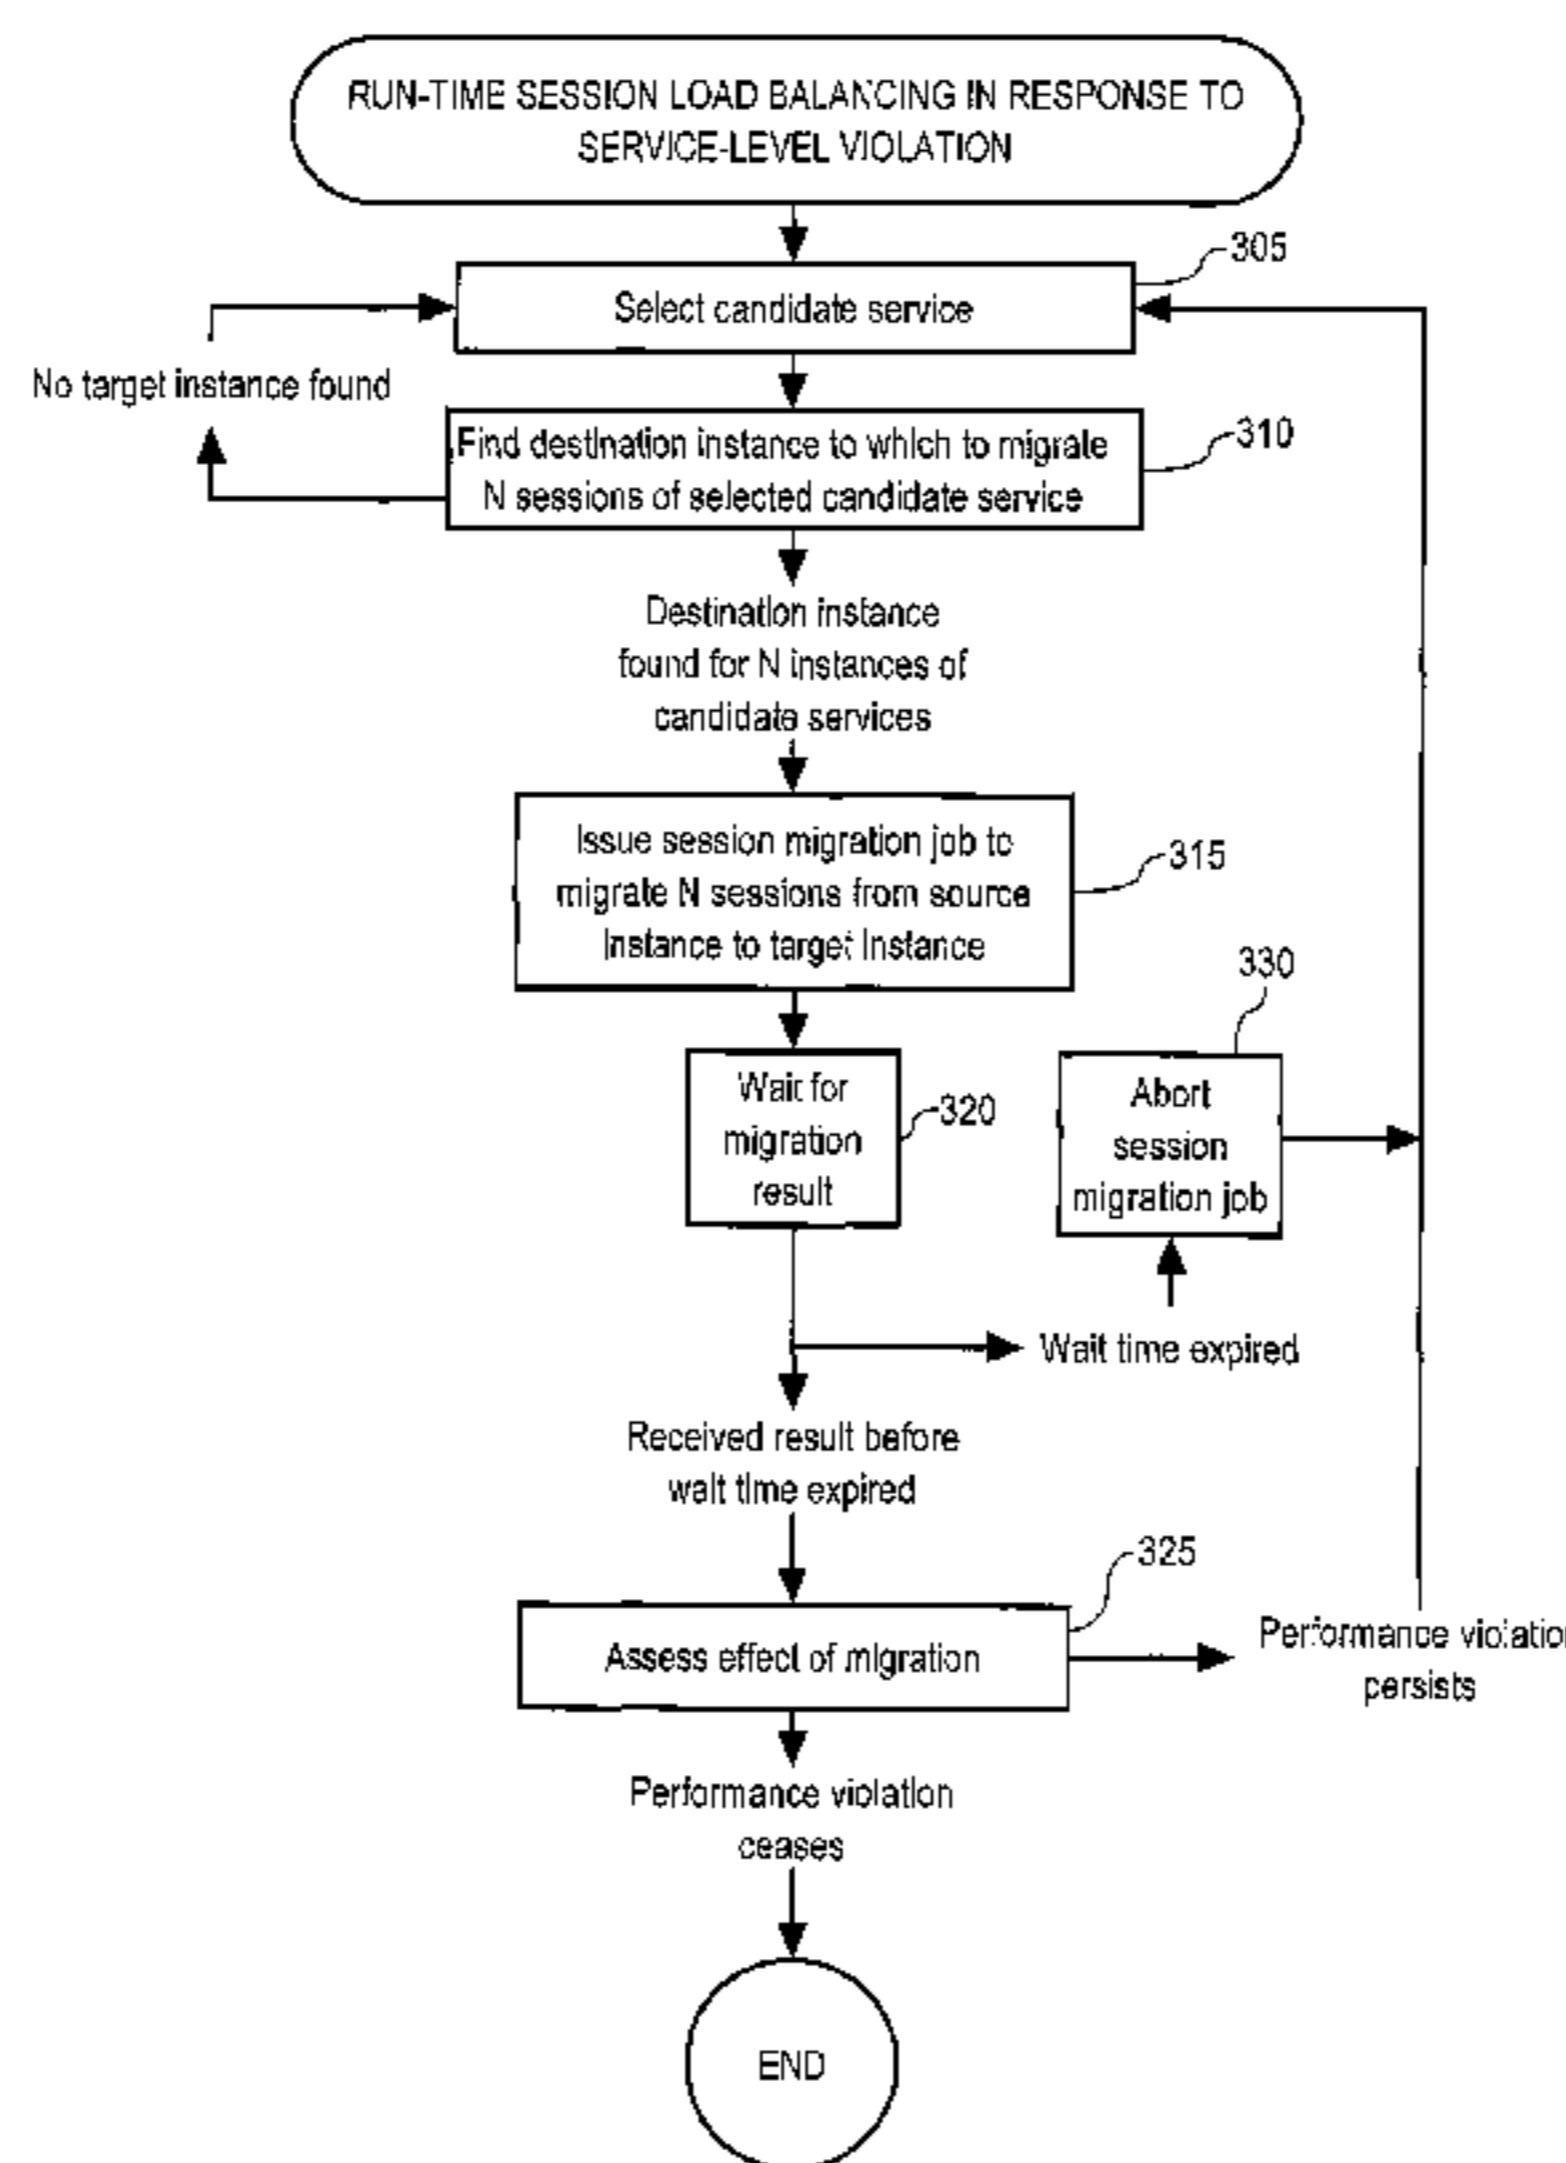 RUN-TIME SESSION LOAD BALANCING IN RESPONSE TO
SERVICE-LEVEL VIOLATION
305
Select candidate service
No target instance found
310
Find destination instance to which to migrate
N sessions of selected candidate service
Destination instance
found for N instances of
candidate services
Issue session migration job to
migrate N sessions from source
instance to target instance
315
330
Wait for
migration
result
320
Abort
session
migration job
Wait time expired
Received result before
wait time expired
325
Assess effect of migration
Performance violation
persists
Performance violation
ceases
END